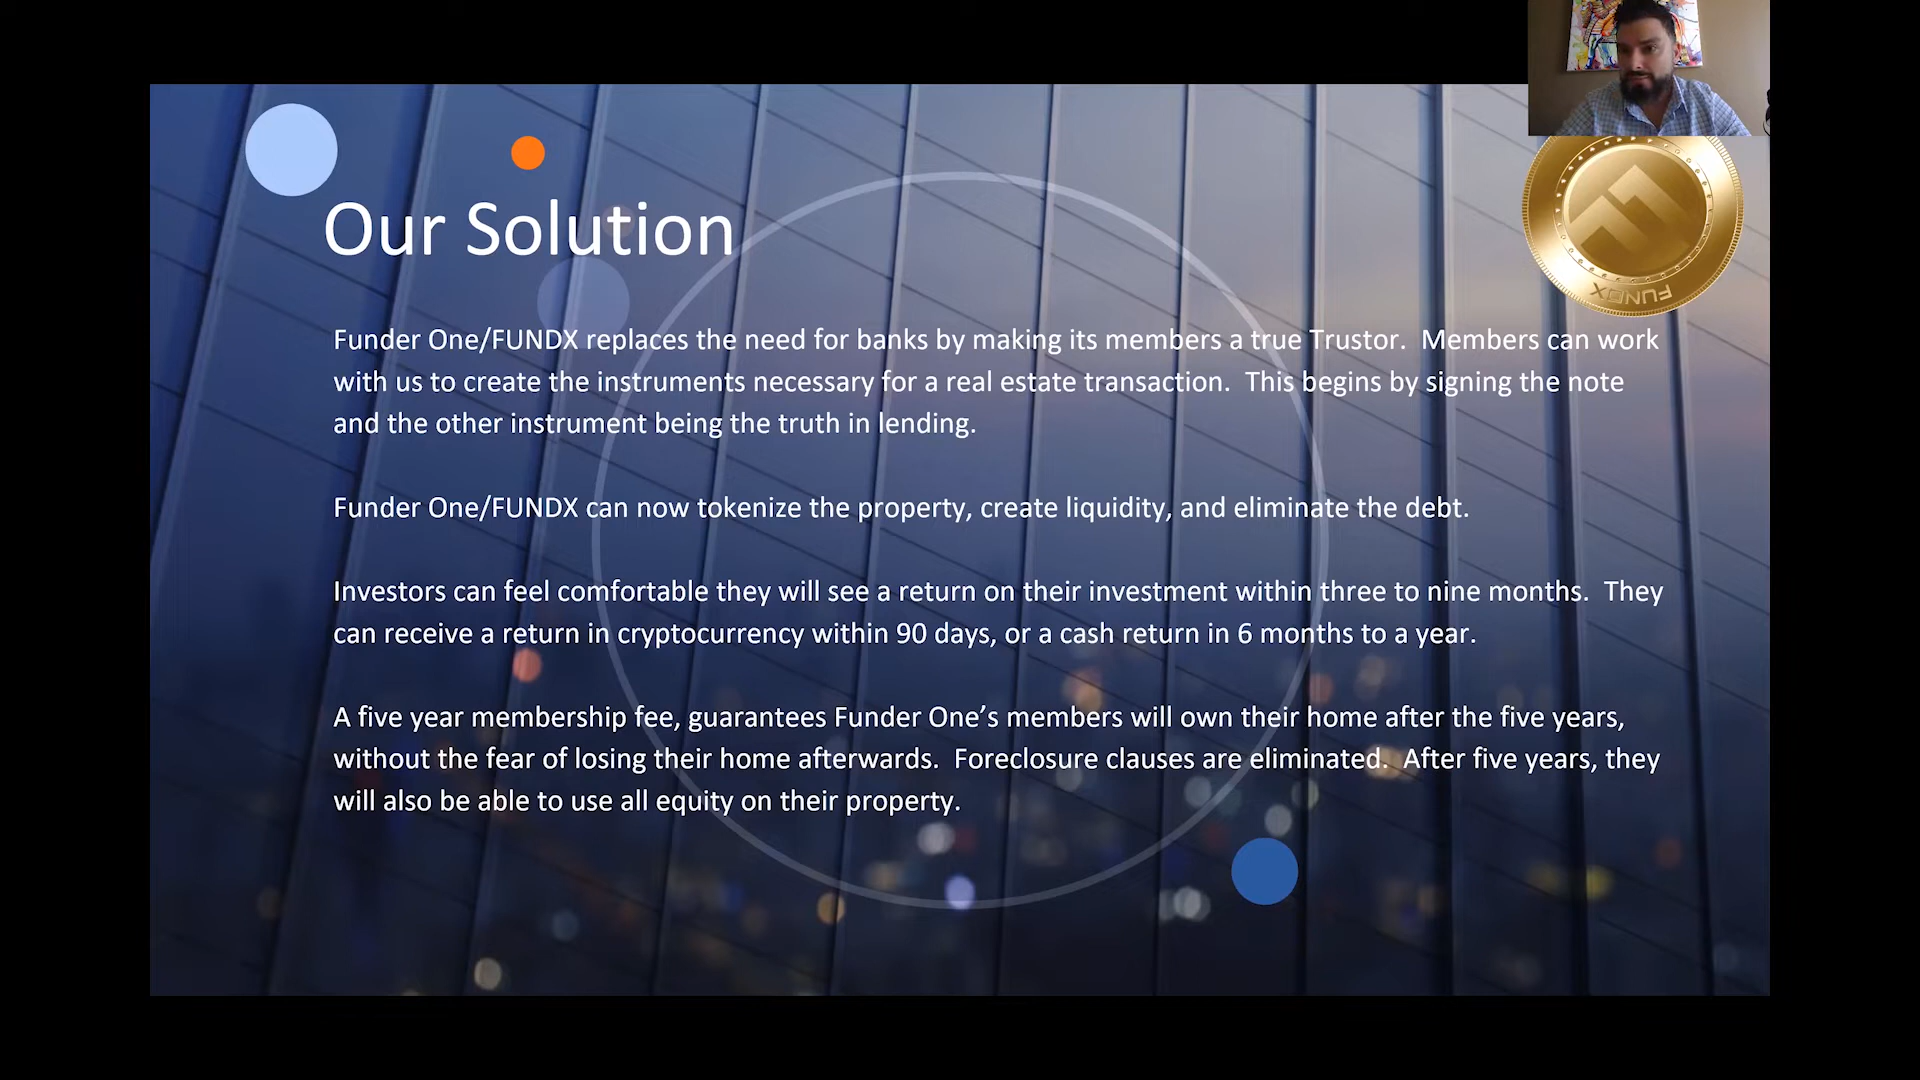 Our Solution
Funder One/FUNDX replaces the need for banks by making its members a true Trustor.  Members can work
with us to create the instruments necessary for a real estate transaction.  This begins by signing the note
and the other instrument being the truth in lending.
Funder One/FUNDX can now tokenize the property, create liquidity, and eliminate the debt.
Investors can feel comfortable they will see a return on their investment within three to nine months.  They
can receive a return in cryptocurrency within 90 days, or a cash return in 6 months to a year.
A five year membership fee, guarantees Funder One’s members will own their home after the five years,
without the fear of losing their home afterwards.  Foreclosure clauses are eliminated.  After five years, they
will also be able to use all equity on their property.
FUNDX